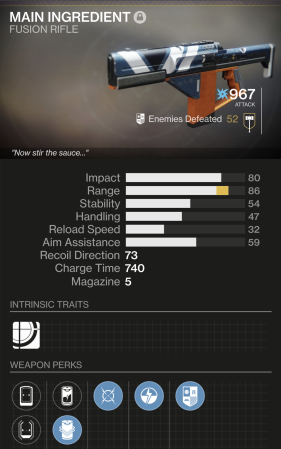 MAIN INGREDIENT
FUSION RIFLE
967
ATTACK
Enemies Defeated 52
"Now stir the sauce..."
Impact 80
Range 86
Stability 54
Handling 47
Reload Speed 32
Aim Assistance 59
Recoil Direction 73
Charge Time 740
Magazine 5
INTRINSIC TRAITS
WEAPON PERKS